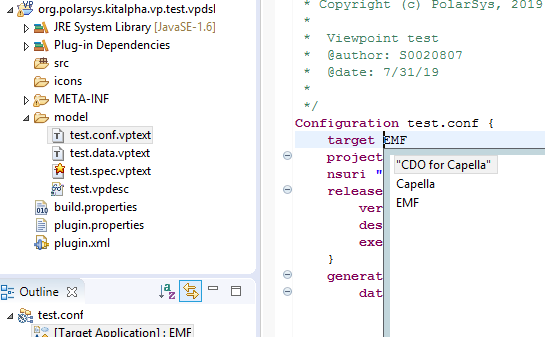 org.polarsys.kitalpha.vp.test.vpdsl
JRE System Library [JavaSE-1.6]
Plug-in Dependencies
src
icons
META-INF
model
test.conf.vptext
test.data.vptext
test.spec.vptext
test.vpdesc
build.properties
plugin.properties
plugin.xml
Outline
test.conf
[Target Application] : EMF
* Copyright (c) PolarSys, 2019
*
* Viewpoint test
* @author: S0020807
* @date: 7/31/19
*
*
*/
Configuration test.conf {
target EMF
project
nsuri "
release
ver
des
exe
}
generat
dat
"CDO for Capella"
Capella
EMF